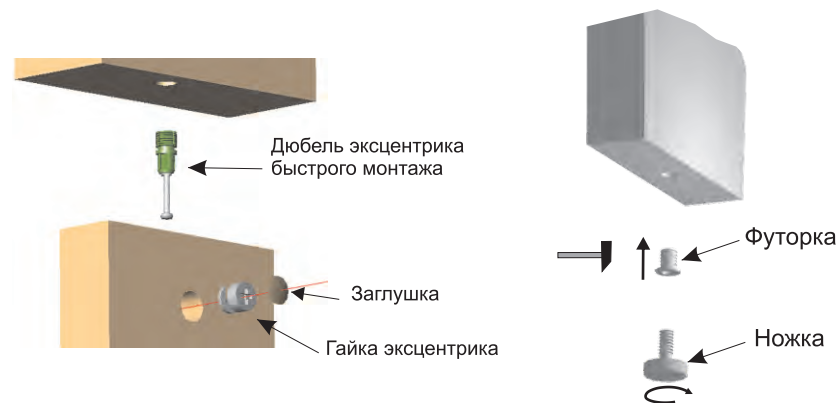 Дюбель эксцентрика
быстрого монтажа
Заглушка
Гайка эксцентрика
Футорка
Ножка